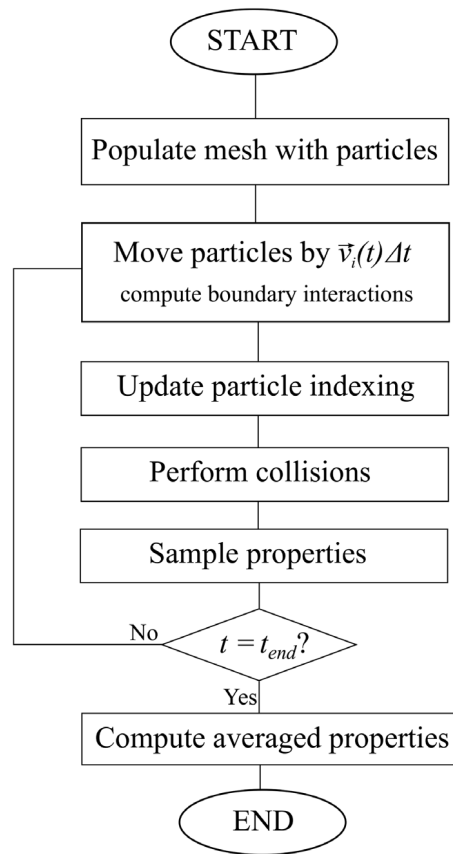 START
Populate mesh with particles
Move particles by v⃗ᵢ(t)Δt
compute boundary interactions
Update particle indexing
Perform collisions
Sample properties
No
t = t_end?
Yes
Compute averaged properties
END